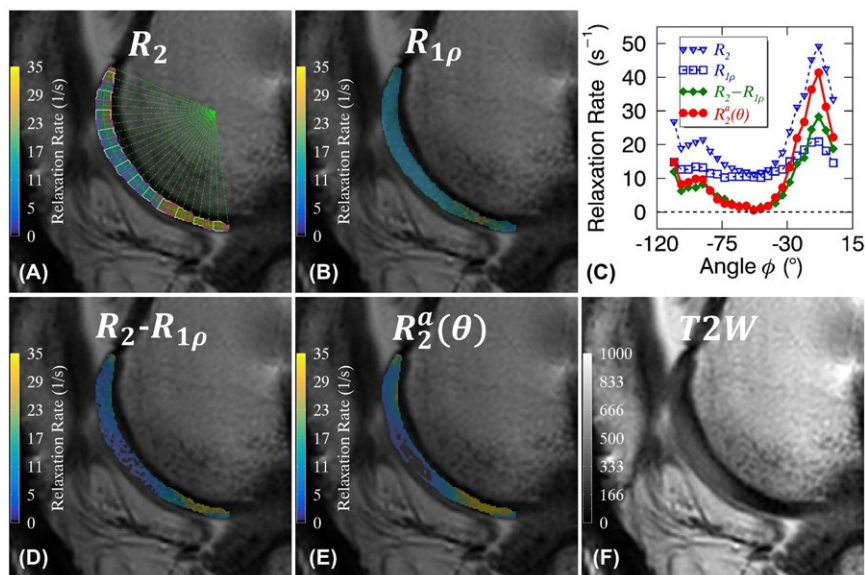 R₂
35
29
23
17
11
5
0
Relaxation Rate (1/s)
(A)
R₁ρ
35
29
23
17
11
5
0
Relaxation Rate (1/s)
(B)
Relaxation Rate (s⁻¹)
50
40
30
20
10
0
R₂
R₁ρ
R₂−R₁ρ
R₂ᵃ(θ)
-120 -75 -30 15
Angle ϕ (°)
(C)
R₂-R₁ρ
35
29
23
17
11
5
0
Relaxation Rate (1/s)
(D)
R₂ᵃ(θ)
35
29
23
17
11
5
0
Relaxation Rate (1/s)
(E)
T2W
1000
833
666
500
333
166
0
(F)